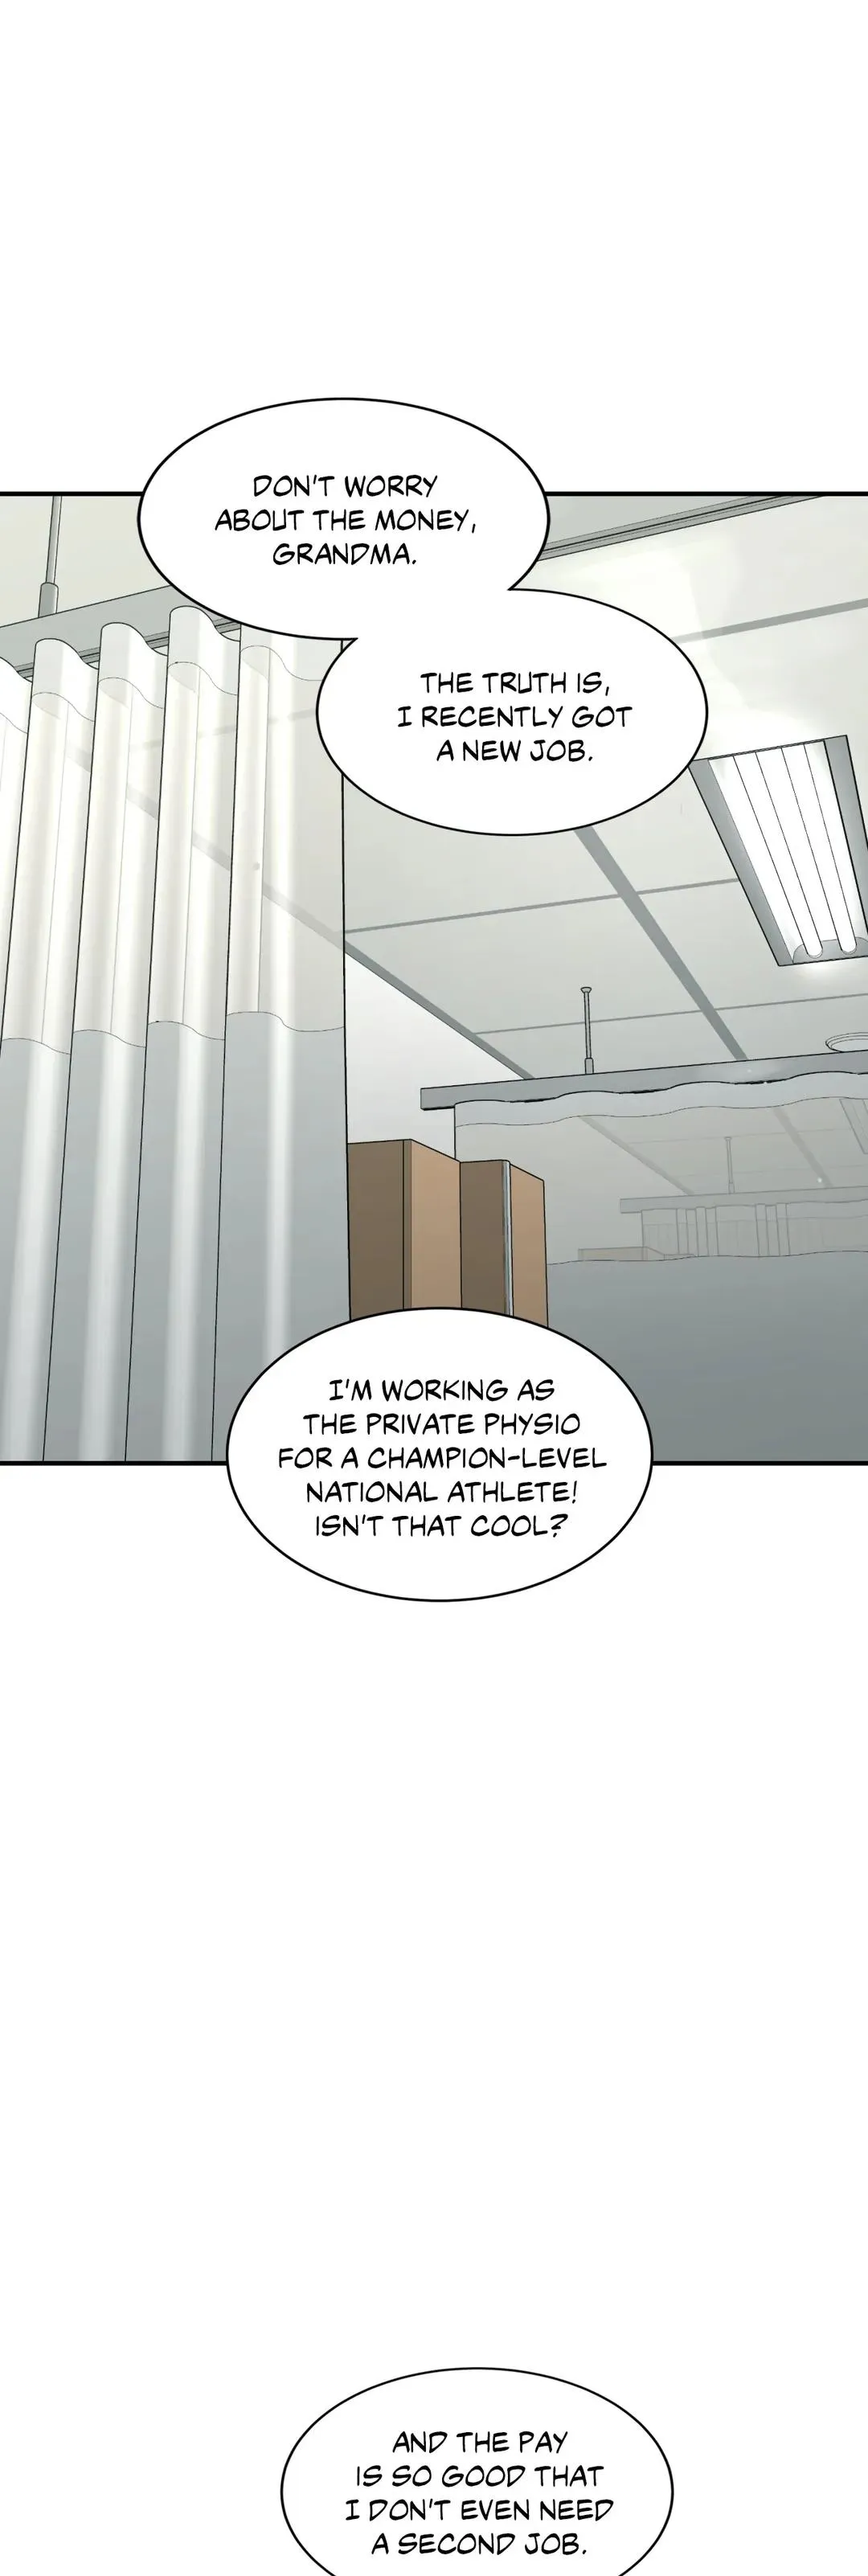 DON'T WORRY
ABOUT THE MONEY,
GRANDMA.
THE TRUTH IS,
I RECENTLY GOT
A NEW JOB.
I'M WORKING AS
THE PRIVATE PHYSIO
FOR A CHAMPION-LEVEL
NATIONAL ATHLETE!
ISN'T THAT COOL?
AND THE PAY
IS SO GOOD THAT
I DON'T EVEN NEED
A SECOND JOB.